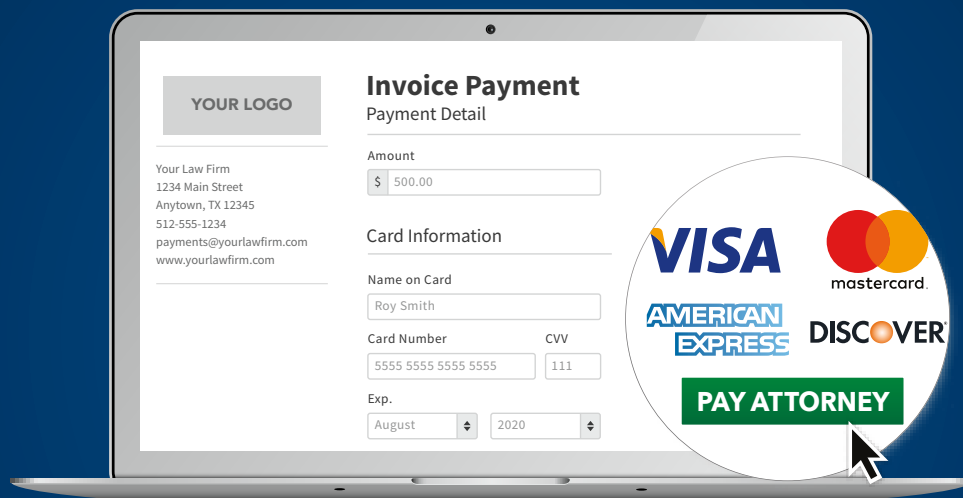 YOUR LOGO
Your Law Firm
1234 Main Street
Anytown, TX 12345
512-555-1234
payments@yourlawfirm.com
www.yourlawfirm.com
Invoice Payment
Payment Detail
Amount
$ 500.00
Card Information
Name on Card
Roy Smith
Card Number CVV
5555 5555 5555 5555 111
Exp.
August 2020
VISA
mastercard.
AMERICAN
EXPRESS
DISCOVER
PAY ATTORNEY